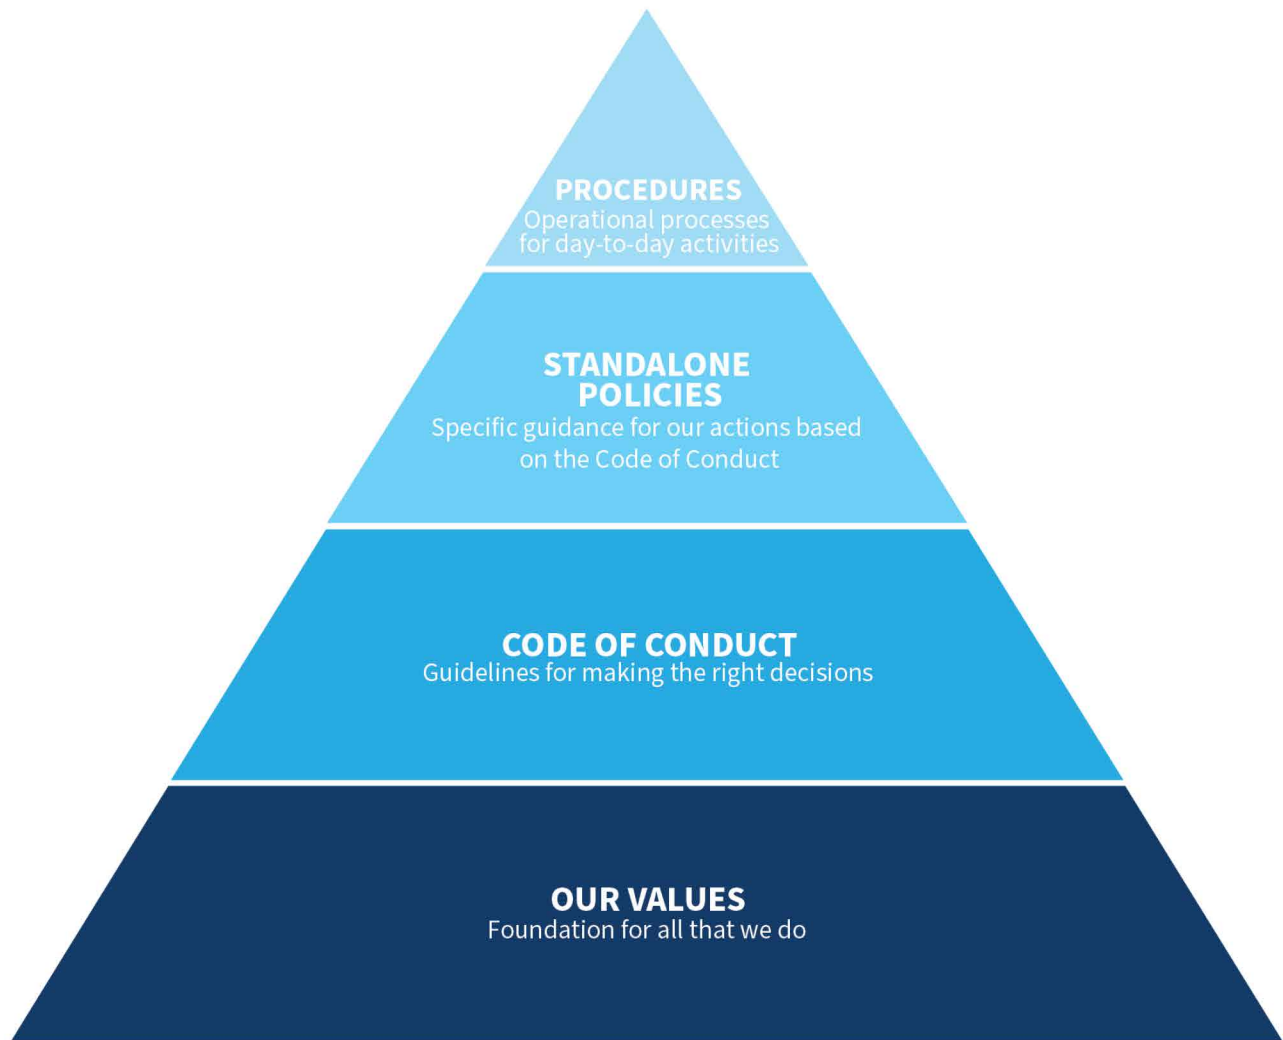 PROCEDURES
Operational processes
for day-to-day activities
STANDALONE
POLICIES
Specific guidance for our actions based
on the Code of Conduct
CODE OF CONDUCT
Guidelines for making the right decisions
OUR VALUES
Foundation for all that we do